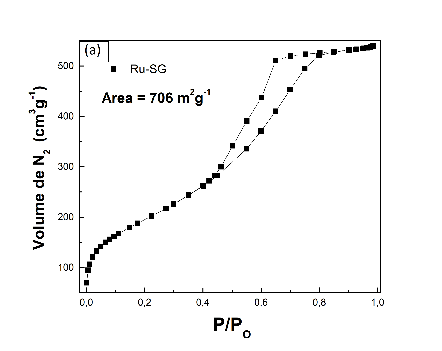 (a)
Ru-SG
Area = 706 m²g⁻¹
500
400
300
200
100
0,0
0,2
0,4
0,6
0,8
1,0
Volume de N₂ (cm³g⁻¹)
P/P₀